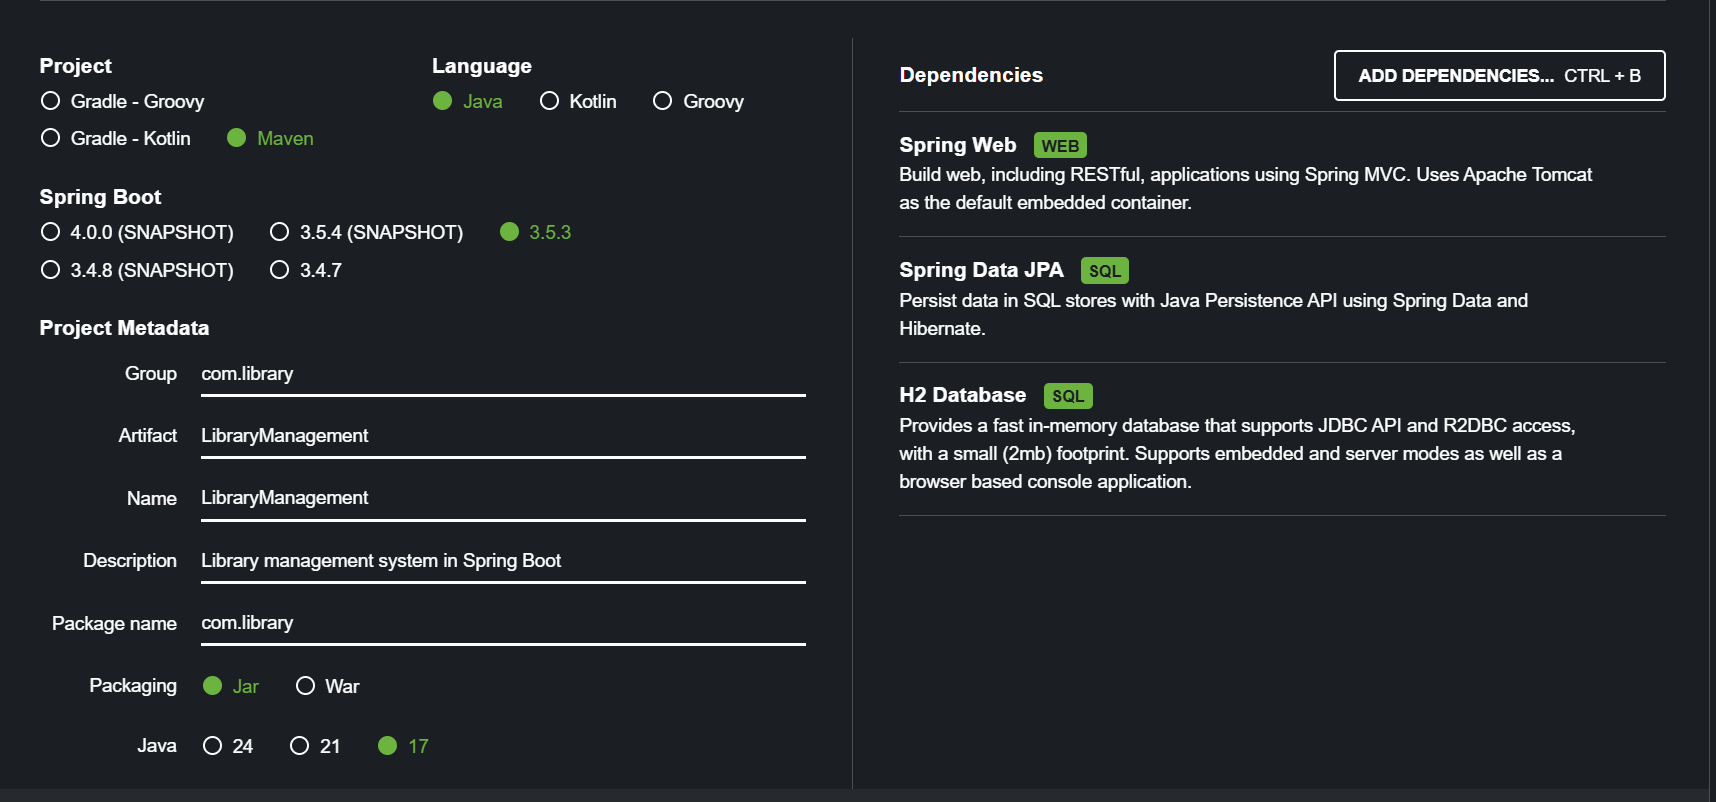 Project
Gradle - Groovy
Gradle - Kotlin Maven
Language
Java Kotlin Groovy
Spring Boot
4.0.0 (SNAPSHOT) 3.5.4 (SNAPSHOT) 3.5.3
3.4.8 (SNAPSHOT) 3.4.7
Project Metadata
Group com.library
Artifact LibraryManagement
Name LibraryManagement
Description Library management system in Spring Boot
Package name com.library
Packaging Jar War
Java 24 21 17
Dependencies
ADD DEPENDENCIES... CTRL + B
Spring Web WEB
Build web, including RESTful, applications using Spring MVC. Uses Apache Tomcat
as the default embedded container.
Spring Data JPA SQL
Persist data in SQL stores with Java Persistence API using Spring Data and
Hibernate.
H2 Database SQL
Provides a fast in-memory database that supports JDBC API and R2DBC access,
with a small (2mb) footprint. Supports embedded and server modes as well as a
browser based console application.